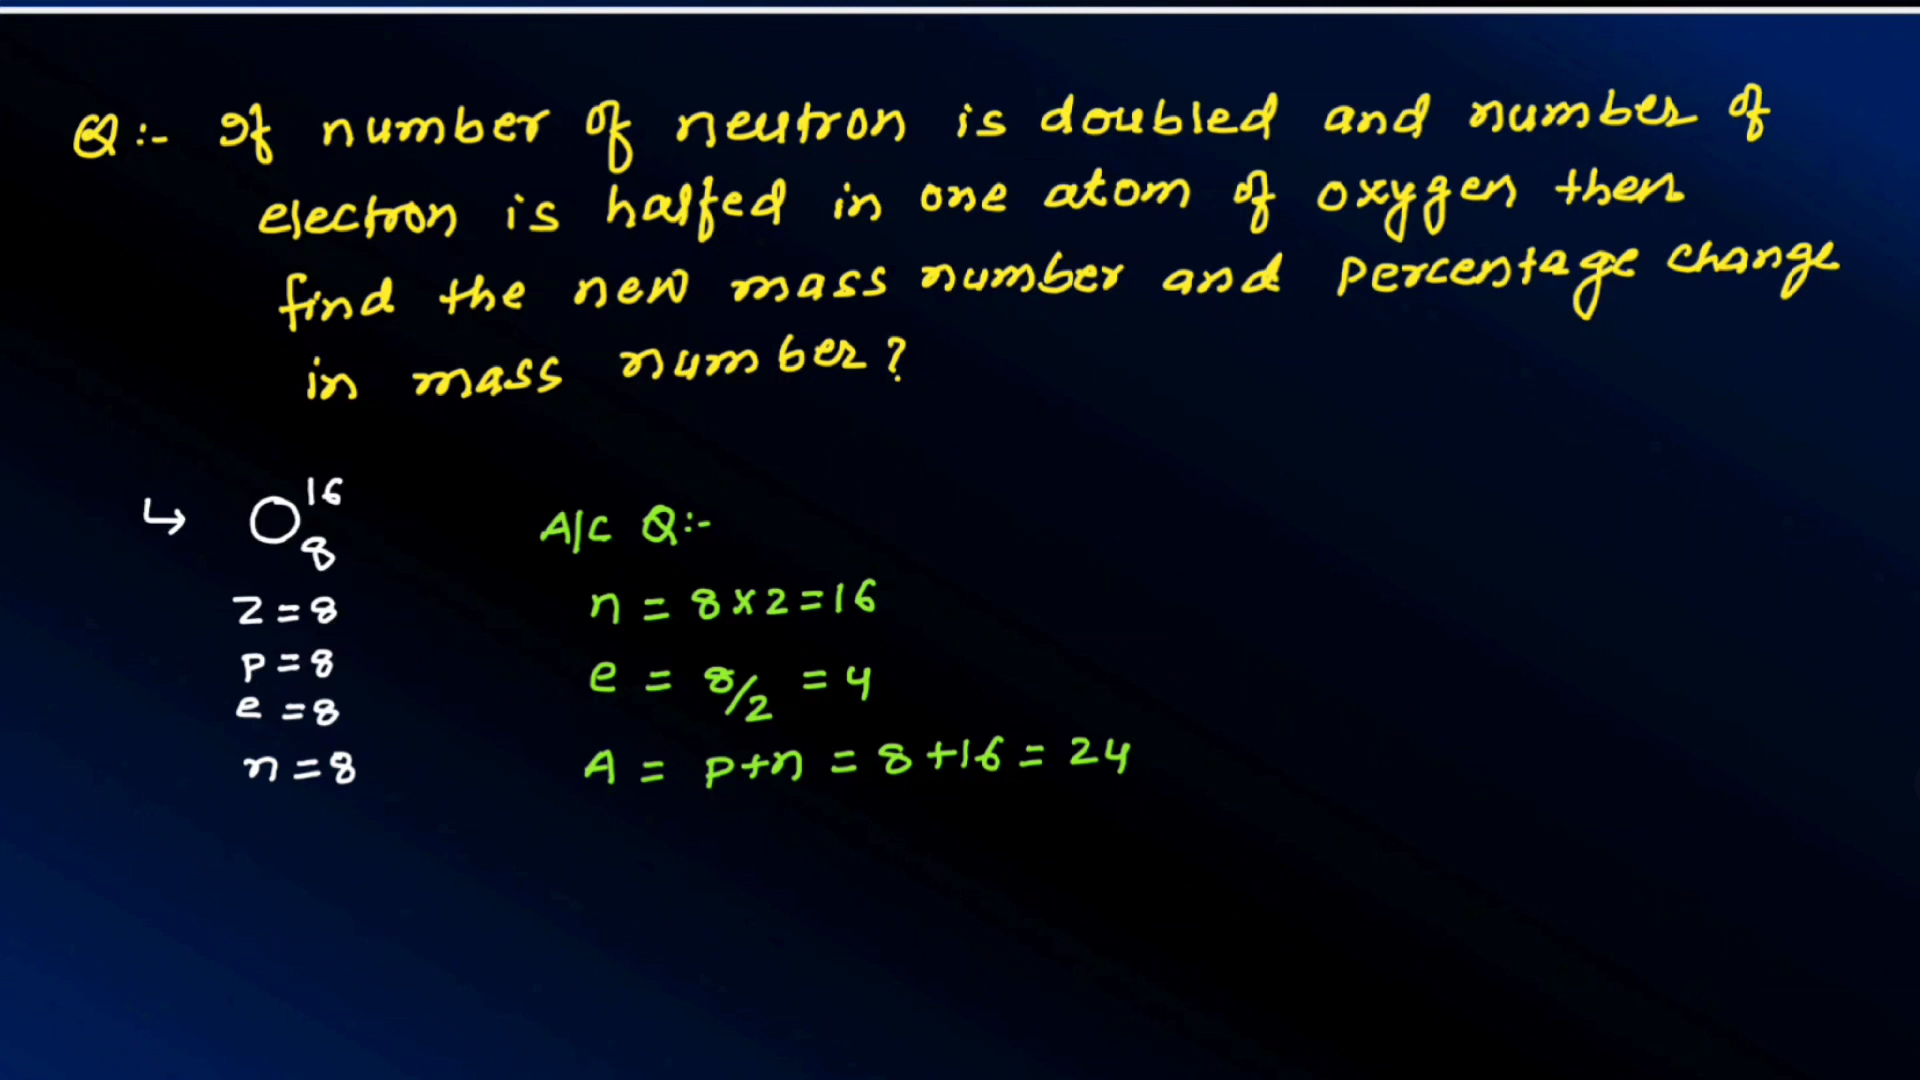 Q:- If number of neutron is doubled and number of
electron is halfed in one atom of oxygen then
find the new mass number and percentage change
in mass number?
↳ O 16 8
Z = 8
p = 8
e = 8
n = 8
A/C Q:-
n = 8 x 2 = 16
e = 8/2 = 4
A = p+n = 8 + 16 = 24